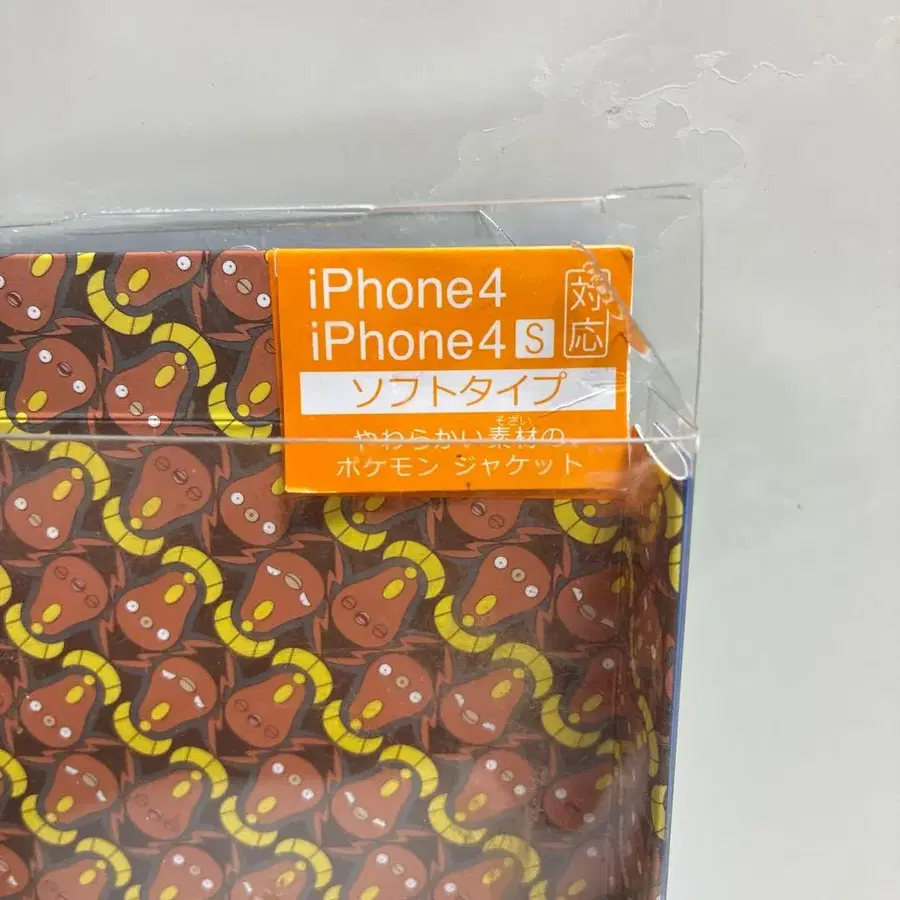 iPhone4
iPhone4 S
対応
ソフトタイプ
そざい
やわらかい素材の
ポケモン ジャケット